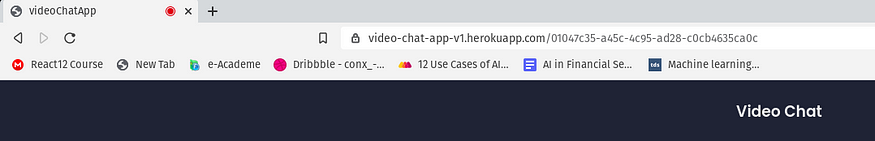 videoChatApp
video-chat-app-v1.herokuapp.com/01047c35-a45c-4c95-ad28-c0cb4635ca0c
React12 Course New Tab e-Academe Dribbble - conx_-... 12 Use Cases of AI... AI in Financial Se... tds Machine learning...
Video Chat